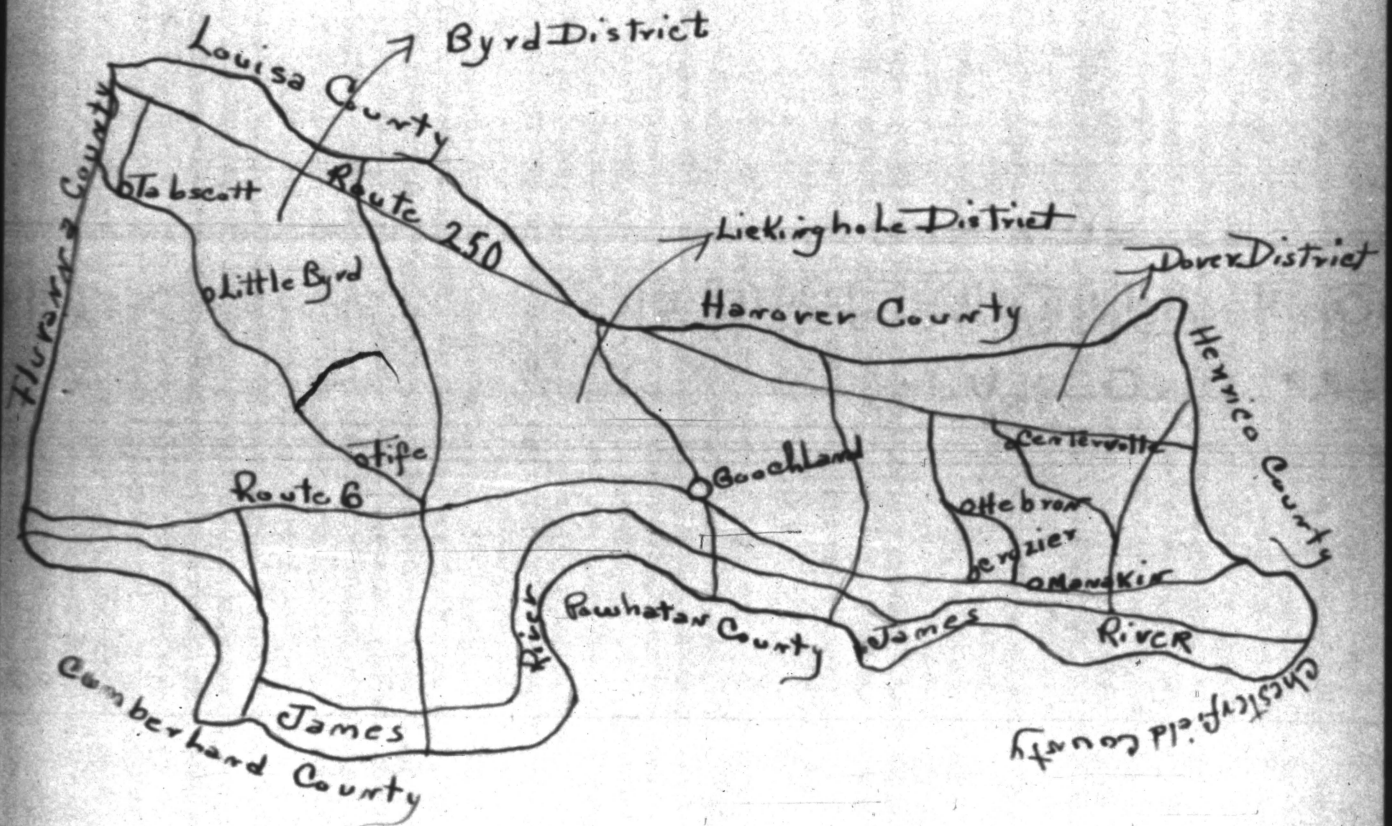 Byrd District
Louisa County
Fluvanna County
Tabscott
Route 250
Lickinghole District
Dover District
Little Byrd
Hanover County
Henrico County
Fife
Centerville
Goochland
Route 6
Hebron
Crozier
Manakin
River
Powhatan County
James
River
Chesterfield County
James
Cumberland County